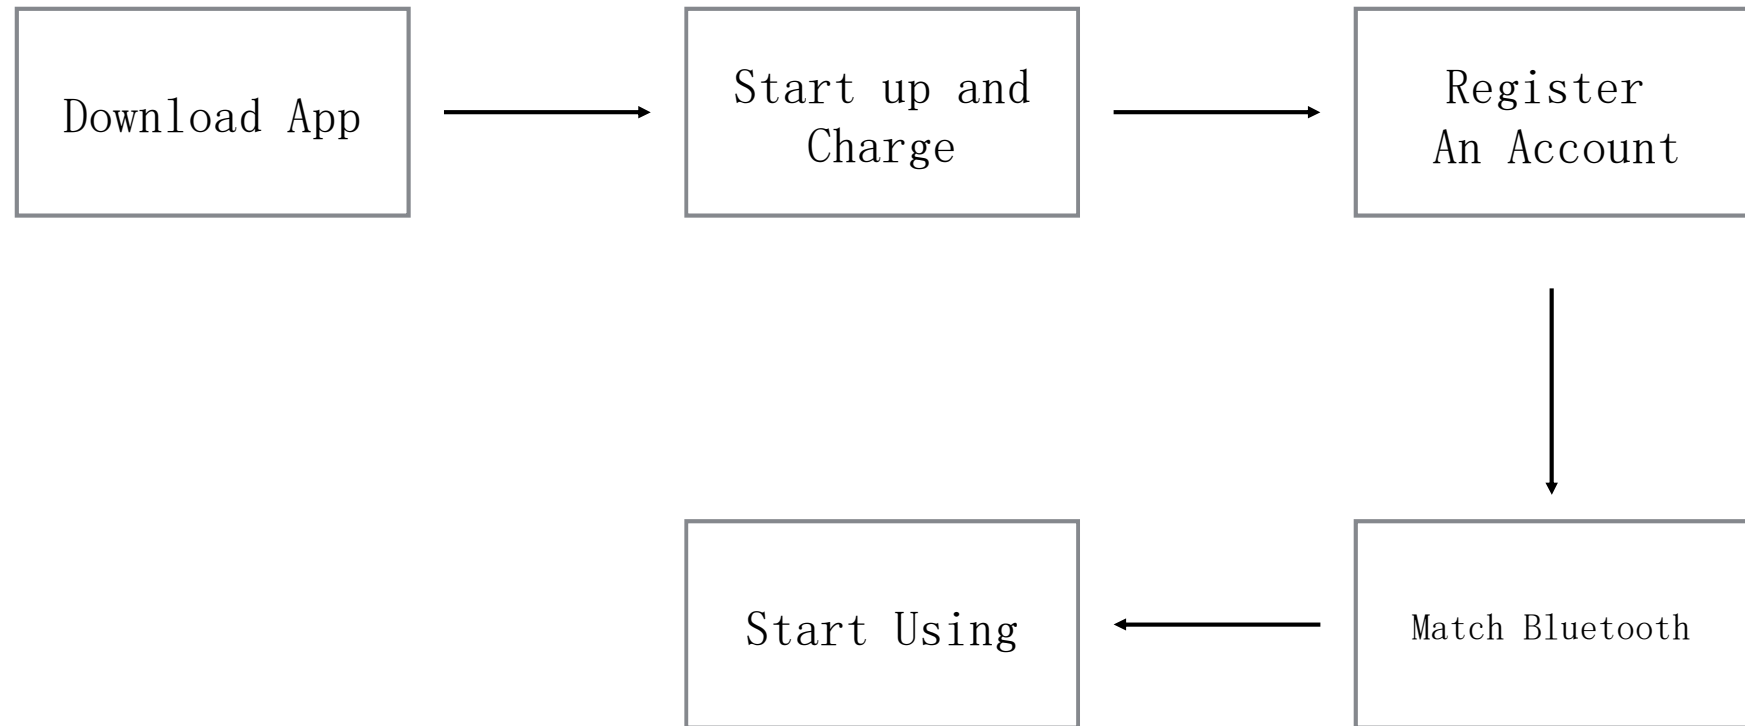 Download App
Start up and
Charge
Register
An Account
Match Bluetooth
Start Using